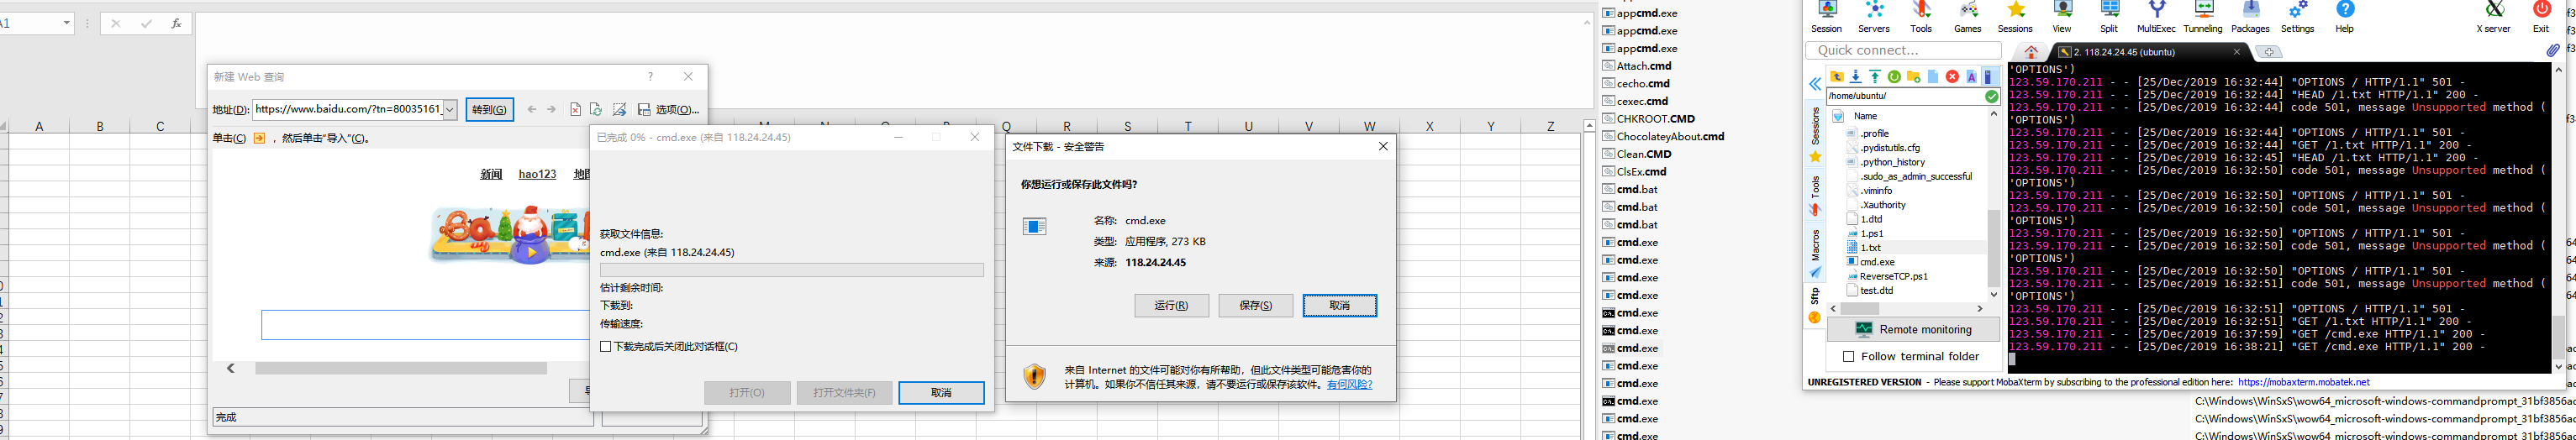 A1
fx
新建 Web 查询
地址(D):
https://www.baidu.com/?tn=80035161_
转到(G)
选项(O)...
单击(C) ，然后单击"导入"(C)。
新闻
hao123
完成
A B C
M Q R S T U V W X Y Z
已完成 0% - cmd.exe (来自 118.24.24.45)
获取文件信息:
cmd.exe (来自 118.24.24.45)
估计剩余时间:
下载到:
传输速度:
下载完成后关闭此对话框(C)
打开(O)
打开文件夹(F)
取消
文件下载 - 安全警告
你想运行或保存此文件吗?
名称: cmd.exe
类型: 应用程序, 273 KB
来源: 118.24.24.45
运行(R)
保存(S)
取消
来自 Internet 的文件可能对你有所帮助，但此文件类型可能危害你的
计算机。如果你不信任其来源，请不要运行或保存该软件。有何风险?
appcmd.exe
appcmd.exe
appcmd.exe
Attach.cmd
cecho.cmd
cexec.cmd
CHKROOT.CMD
ChocolateyAbout.cmd
Clean.CMD
ClsEx.cmd
cmd.bat
cmd.bat
cmd.bat
cmd.exe
cmd.exe
cmd.exe
cmd.exe
cmd.exe
cmd.exe
cmd.exe
cmd.exe
cmd.exe
cmd.exe
cmd.exe
cmd.exe
Session Servers Tools Games Sessions View Split MultiExec Tunneling Packages Settings Help
X server Exit
Quick connect...
2. 118.24.24.45 (ubuntu)
/home/ubuntu/
Name
.profile
.pydistutils.cfg
.python_history
.sudo_as_admin_successful
.viminfo
.Xauthority
1.dtd
1.ps1
1.txt
cmd.exe
ReverseTCP.ps1
test.dtd
Sessions
Tools
Macros
Sftp
Remote monitoring
Follow terminal folder
'OPTIONS')
123.59.170.211 - - [25/Dec/2019 16:32:44] "OPTIONS / HTTP/1.1" 501 -
123.59.170.211 - - [25/Dec/2019 16:32:44] "HEAD /1.txt HTTP/1.1" 200 -
123.59.170.211 - - [25/Dec/2019 16:32:44] code 501, message Unsupported method (
'OPTIONS')
123.59.170.211 - - [25/Dec/2019 16:32:44] "OPTIONS / HTTP/1.1" 501 -
123.59.170.211 - - [25/Dec/2019 16:32:44] "GET /1.txt HTTP/1.1" 200 -
123.59.170.211 - - [25/Dec/2019 16:32:45] "HEAD /1.txt HTTP/1.1" 200 -
123.59.170.211 - - [25/Dec/2019 16:32:50] code 501, message Unsupported method (
'OPTIONS')
123.59.170.211 - - [25/Dec/2019 16:32:50] "OPTIONS / HTTP/1.1" 501 -
123.59.170.211 - - [25/Dec/2019 16:32:50] code 501, message Unsupported method (
'OPTIONS')
123.59.170.211 - - [25/Dec/2019 16:32:50] "OPTIONS / HTTP/1.1" 501 -
123.59.170.211 - - [25/Dec/2019 16:32:50] code 501, message Unsupported method (
'OPTIONS')
123.59.170.211 - - [25/Dec/2019 16:32:50] "OPTIONS / HTTP/1.1" 501 -
123.59.170.211 - - [25/Dec/2019 16:32:51] code 501, message Unsupported method (
'OPTIONS')
123.59.170.211 - - [25/Dec/2019 16:32:51] "OPTIONS / HTTP/1.1" 501 -
123.59.170.211 - - [25/Dec/2019 16:32:51] "GET /1.txt HTTP/1.1" 200 -
123.59.170.211 - - [25/Dec/2019 16:37:59] "GET /cmd.exe HTTP/1.1" 200 -
123.59.170.211 - - [25/Dec/2019 16:38:21] "GET /cmd.exe HTTP/1.1" 200 -
UNREGISTERED VERSION - Please support MobaXterm by subscribing to the professional edition here: https://mobaxterm.mobatek.net
C:\Windows\WinSxS\wow64_microsoft-windows-commandprompt_31bf3856ac
C:\Windows\WinSxS\wow64_microsoft-windows-commandprompt_31bf3856ac
C:\Windows\WinSxS\wow64_microsoft-windows-commandprompt_31bf3856ac